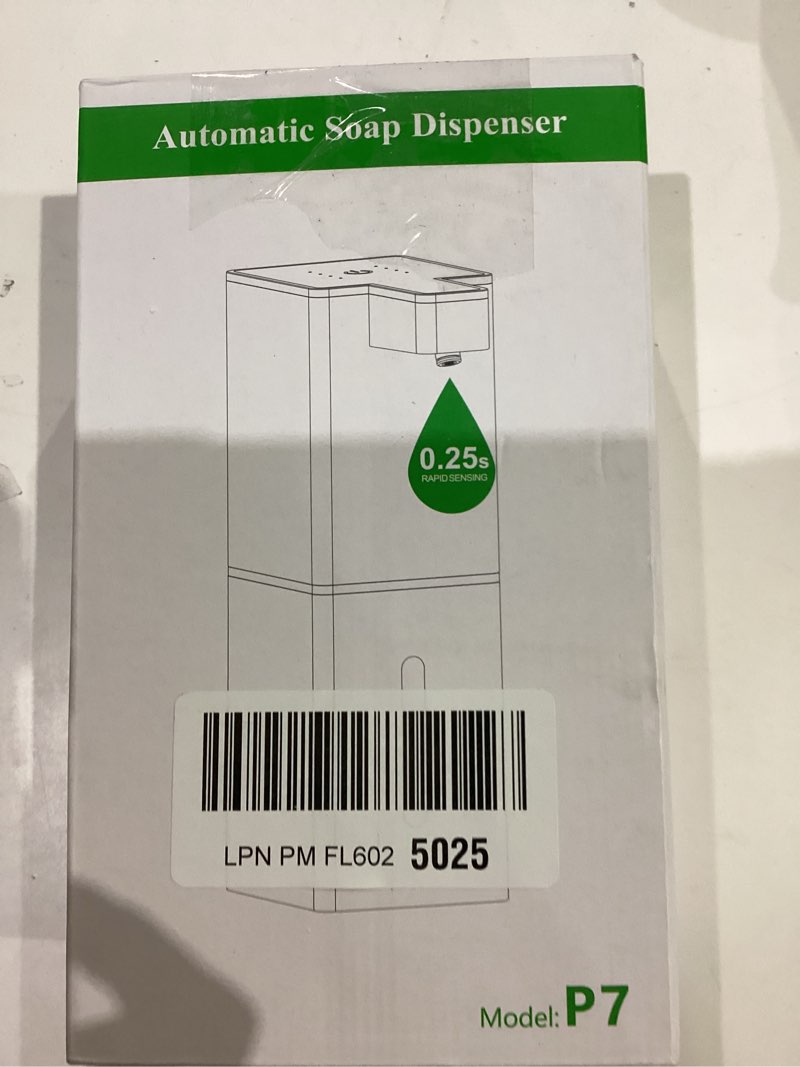 Automatic Soap Dispenser
0.25s
RAPID SENSING
LPN PM FL602 5025
Model: P7